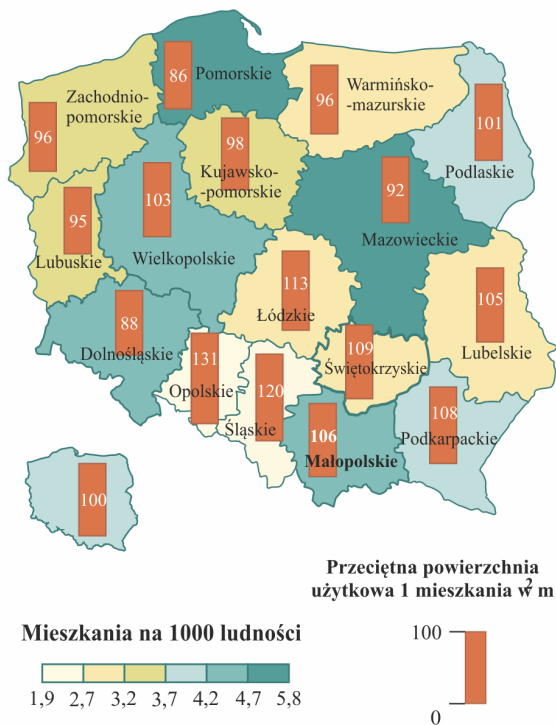 86
Pomorskie
Zachodnio-
pomorskie
96
Warmińsko-
-mazurskie
96
98
Kujawsko-
-pomorskie
101
Podlaskie
103
Wielkopolskie
92
Mazowieckie
95
Lubuskie
113
Łódzkie
105
Lubelskie
88
Dolnośląskie
131
Opolskie
120
Śląskie
109
Świętokrzyskie
106
Małopolskie
108
Podkarpackie
100
Przeciętna powierzchnia
użytkowa 1 mieszkania w m2
100
0
Mieszkania na 1000 ludności
1,9 2,7 3,2 3,7 4,2 4,7 5,8